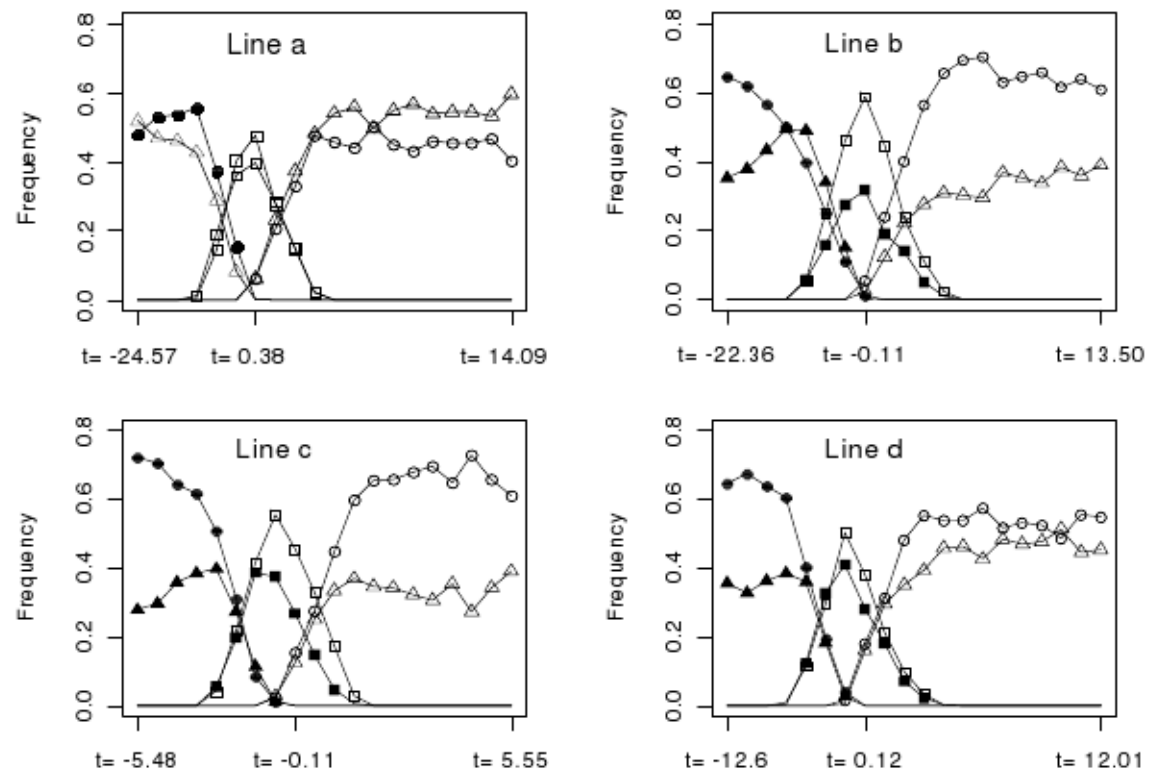 Line a
Frequency
0.0 0.2 0.4 0.6 0.8
t= -24.57 t= 0.38 t= 14.09
Line b
Frequency
0.0 0.2 0.4 0.6 0.8
t= -22.36 t= -0.11 t= 13.50
Line c
Frequency
0.0 0.2 0.4 0.6 0.8
t= -5.48 t= -0.11 t= 5.55
Line d
Frequency
0.0 0.2 0.4 0.6 0.8
t= -12.6 t= 0.12 t= 12.01